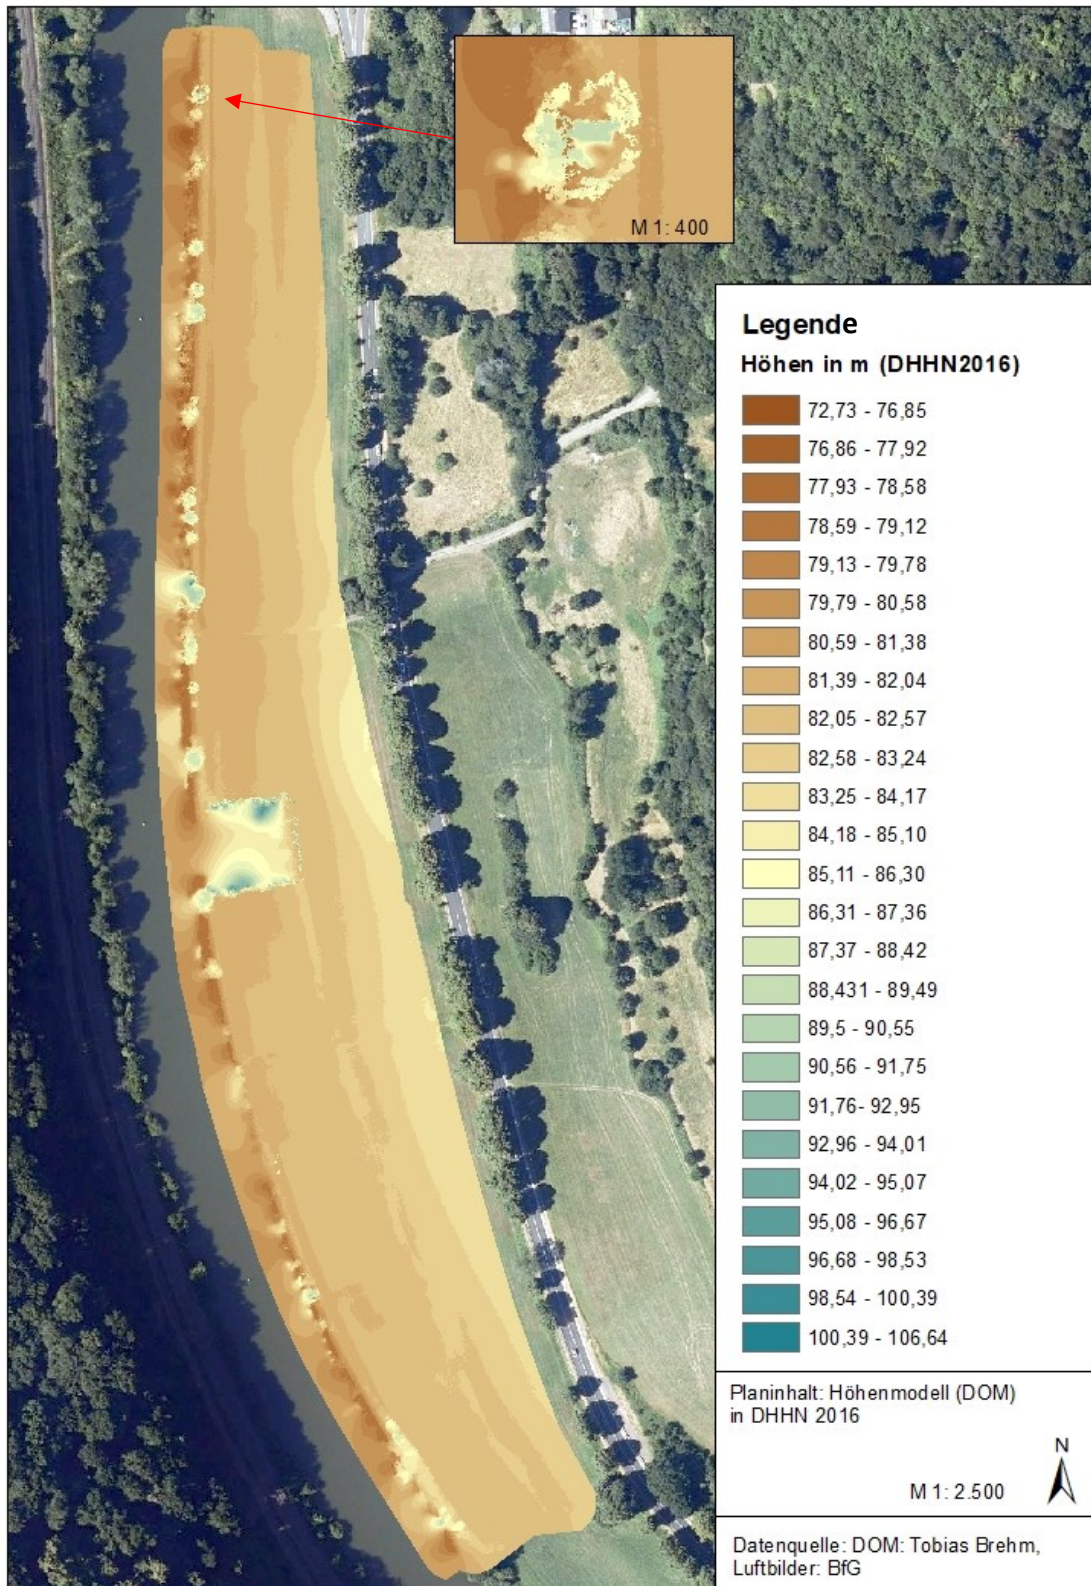 M 1: 400
Legende
Höhen in m (DHHN2016)
72,73 - 76,85
76,86 - 77,92
77,93 - 78,58
78,59 - 79,12
79,13 - 79,78
79,79 - 80,58
80,59 - 81,38
81,39 - 82,04
82,05 - 82,57
82,58 - 83,24
83,25 - 84,17
84,18 - 85,10
85,11 - 86,30
86,31 - 87,36
87,37 - 88,42
88,431 - 89,49
89,5 - 90,55
90,56 - 91,75
91,76- 92,95
92,96 - 94,01
94,02 - 95,07
95,08 - 96,67
96,68 - 98,53
98,54 - 100,39
100,39 - 106,64
Planinhalt: Höhenmodell (DOM)
in DHHN 2016
N
M 1: 2.500
Datenquelle: DOM: Tobias Brehm,
Luftbilder: BfG